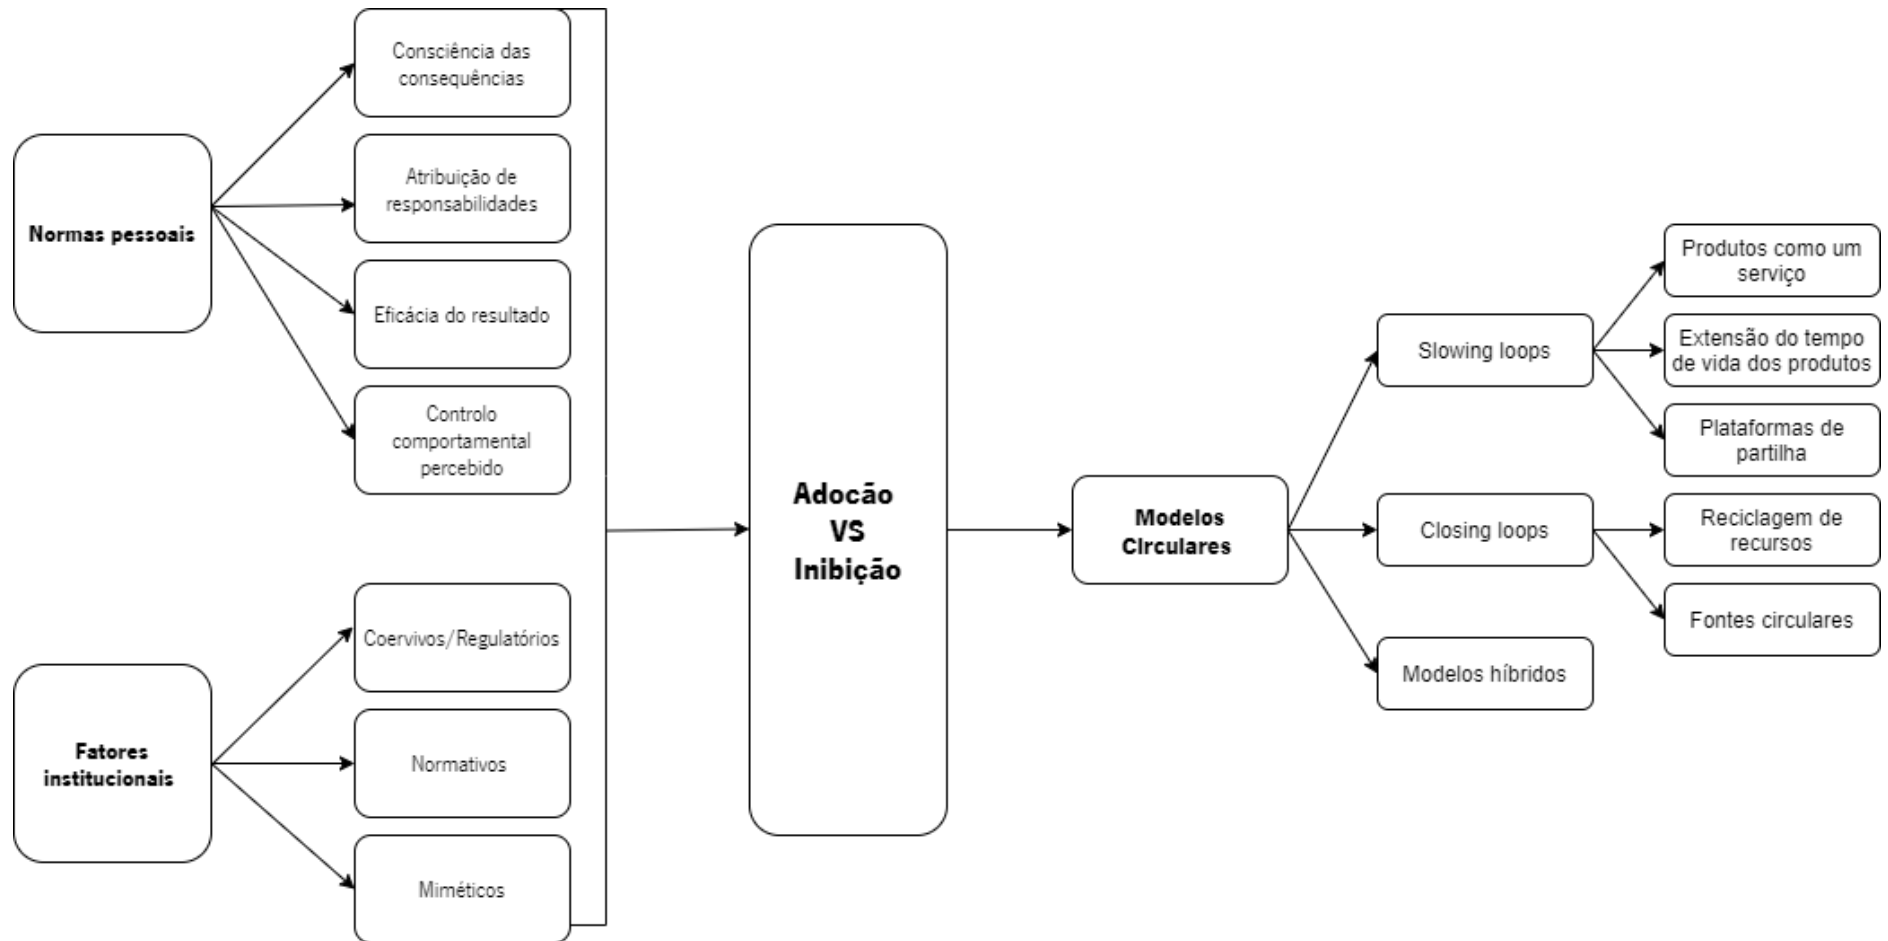 Normas pessoais
Consciência das
consequências
Atribuição de
responsabilidades
Eficácia do resultado
Controlo
comportamental
percebido
Fatores
institucionais
Coervivos/Regulatórios
Normativos
Miméticos
Adocão
VS
Inibição
Modelos
CIrculares
Slowing loops
Closing loops
Modelos híbridos
Produtos como um
serviço
Extensão do tempo
de vida dos produtos
Plataformas de
partilha
Reciclagem de
recursos
Fontes circulares